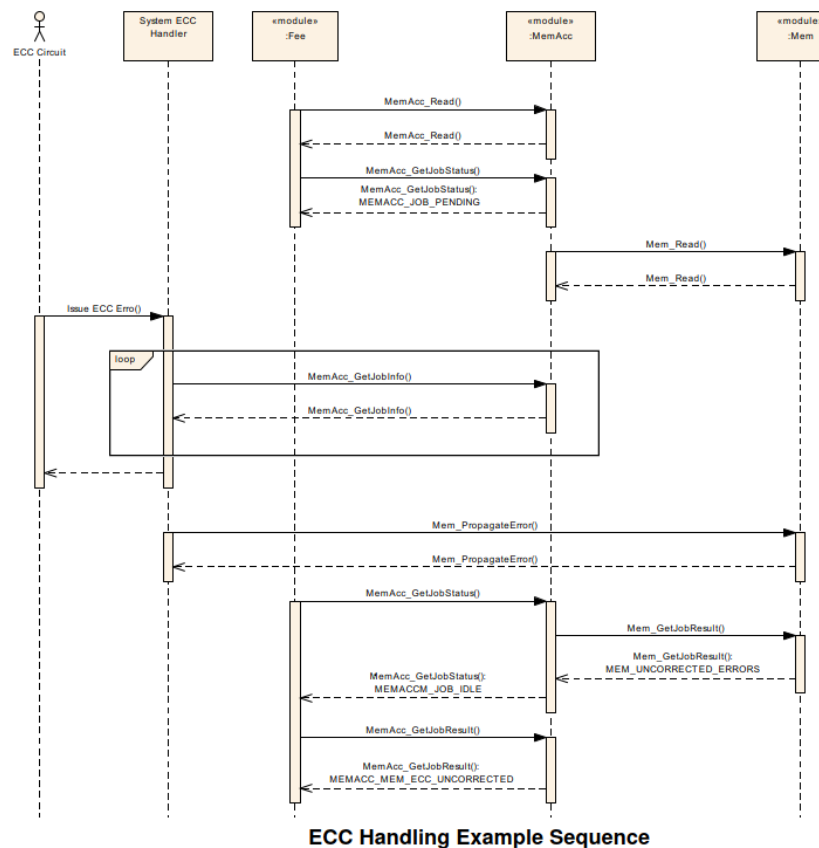 ECC Circuit
System ECC
Handler
«module»
:Fee
«module»
:MemAcc
«module»
:Mem
MemAcc_Read()
MemAcc_Read()
MemAcc_GetJobStatus()
MemAcc_GetJobStatus():
MEMACC_JOB_PENDING
Mem_Read()
Mem_Read()
Issue ECC Erro()
loop
MemAcc_GetJobInfo()
MemAcc_GetJobInfo()
Mem_PropagateError()
Mem_PropagateError()
MemAcc_GetJobStatus()
Mem_GetJobResult()
Mem_GetJobResult():
MEM_UNCORRECTED_ERRORS
MemAcc_GetJobStatus():
MEMACCM_JOB_IDLE
MemAcc_GetJobResult()
MemAcc_GetJobResult():
MEMACC_MEM_ECC_UNCORRECTED
ECC Handling Example Sequence